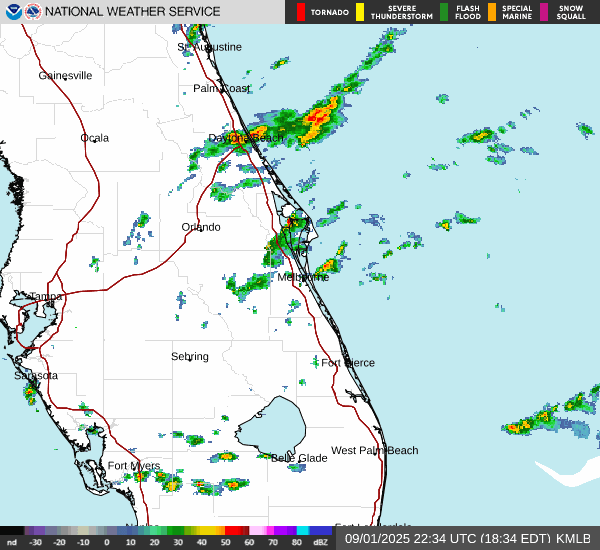 NATIONAL WEATHER SERVICE
TORNADO
SEVERE THUNDERSTORM
FLASH FLOOD
SPECIAL MARINE
SNOW SQUALL
St. Augustine
Gainesville
Palm Coast
Ocala
Daytona Beach
Orlando
Melbourne
Tampa
Sebring
Fort Pierce
Sarasota
West Palm Beach
Belle Glade
Fort Myers
Fort Lauderdale
nd -30 -20 -10 0 10 20 30 40 50 60 70 80 dBZ
09/01/2025 22:34 UTC (18:34 EDT) KMLB